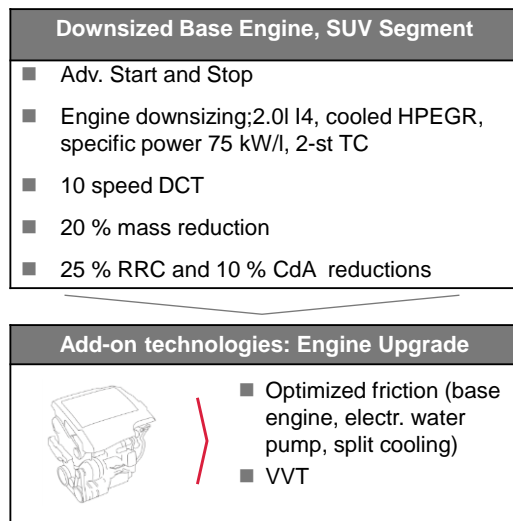 Downsized Base Engine, SUV Segment
■ Adv. Start and Stop
■ Engine downsizing;2.0l I4, cooled HPEGR,
specific power 75 kW/l, 2-st TC
■ 10 speed DCT
■ 20 % mass reduction
■ 25 % RRC and 10 % CdA reductions
Add-on technologies: Engine Upgrade
■ Optimized friction (base
engine, electr. water
pump, split cooling)
■ VVT